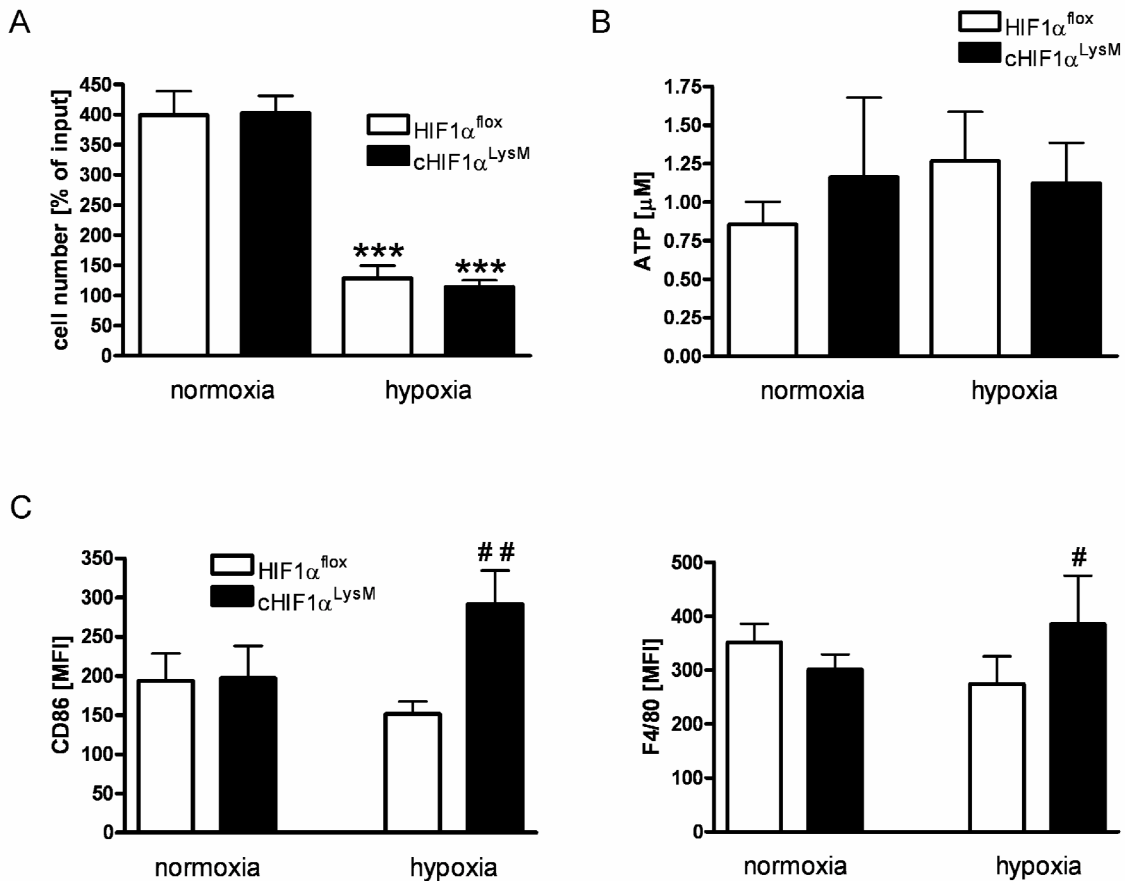 A
HIF1α^flox
cHIF1α^LysM
cell number [% of input]
450
400
350
300
250
200
150
100
50
0
***
***
normoxia
hypoxia
B
HIF1α^flox
cHIF1α^LysM
ATP [µM]
1.75
1.50
1.25
1.00
0.75
0.50
0.25
0.00
normoxia
hypoxia
C
HIF1α^flox
cHIF1α^LysM
CD86 [MFI]
350
300
250
200
150
100
50
0
##
normoxia
hypoxia
F4/80 [MFI]
500
400
300
200
100
0
#
normoxia
hypoxia